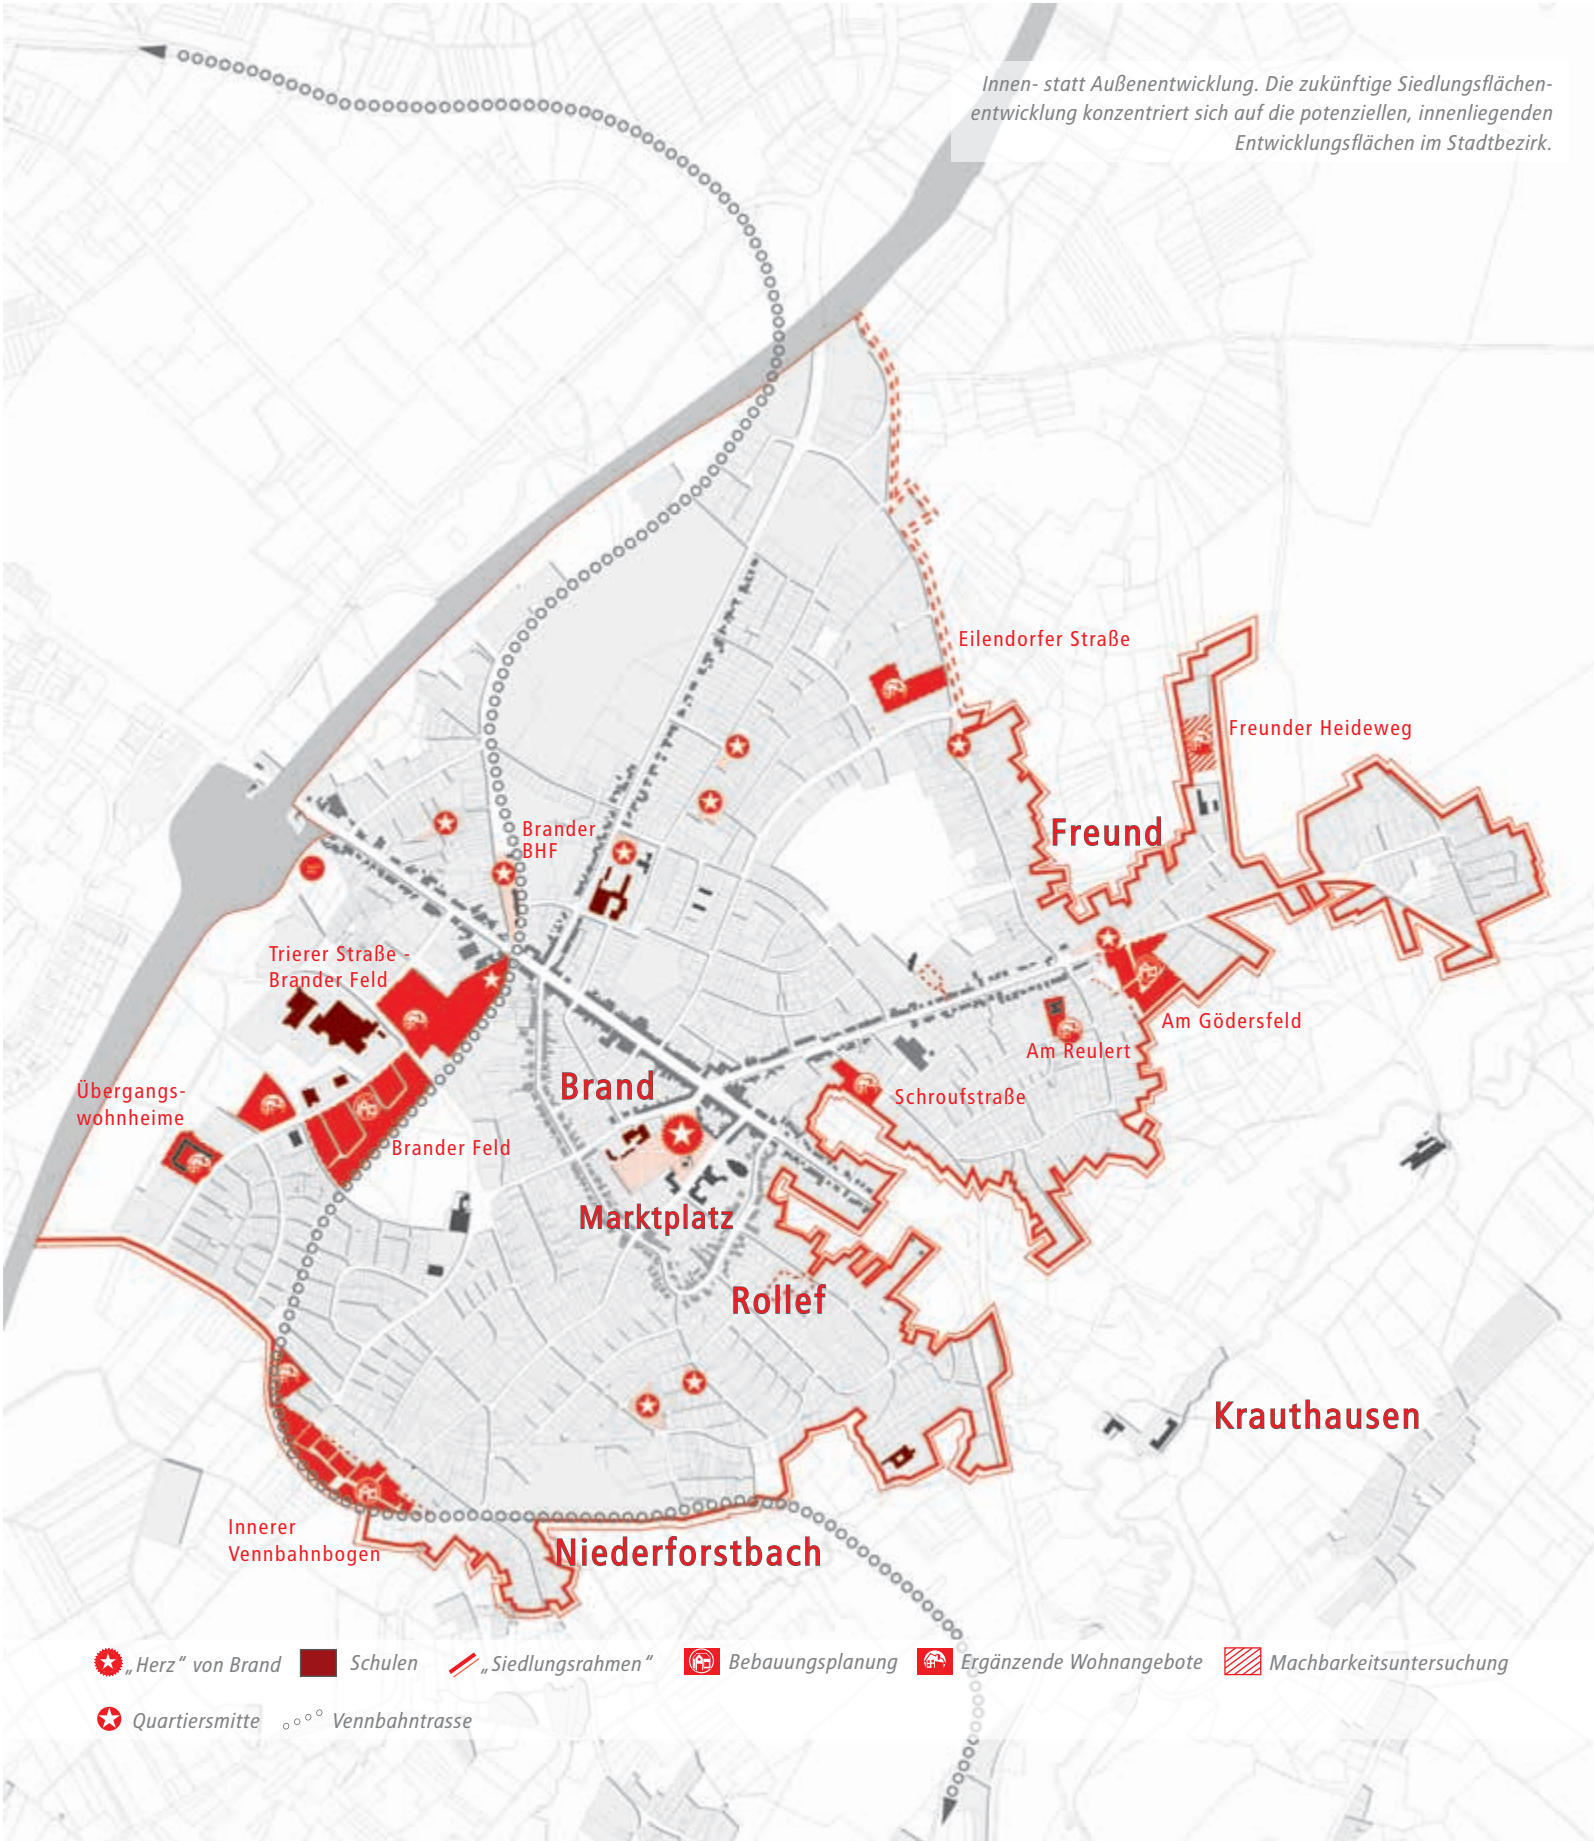 Innen- statt Außenentwicklung. Die zukünftige Siedlungsflächen-
entwicklung konzentriert sich auf die potenziellen, innenliegenden
Entwicklungsflächen im Stadtbezirk.
Eilendorfer Straße
Freunder Heideweg
Freund
Brander
BHF
Trierer Straße -
Brander Feld
Am Gödersfeld
Am Reulert
Übergangs-
wohnheime
Brand
Schroufstraße
Brander Feld
Marktplatz
Rollef
Krauthausen
Innerer
Vennbahnbogen
Niederforstbach
„Herz“ von Brand
Schulen
„Siedlungsrahmen“
Bebauungsplanung
Ergänzende Wohnangebote
Machbarkeitsuntersuchung
Quartiersmitte
Vennbahntrasse